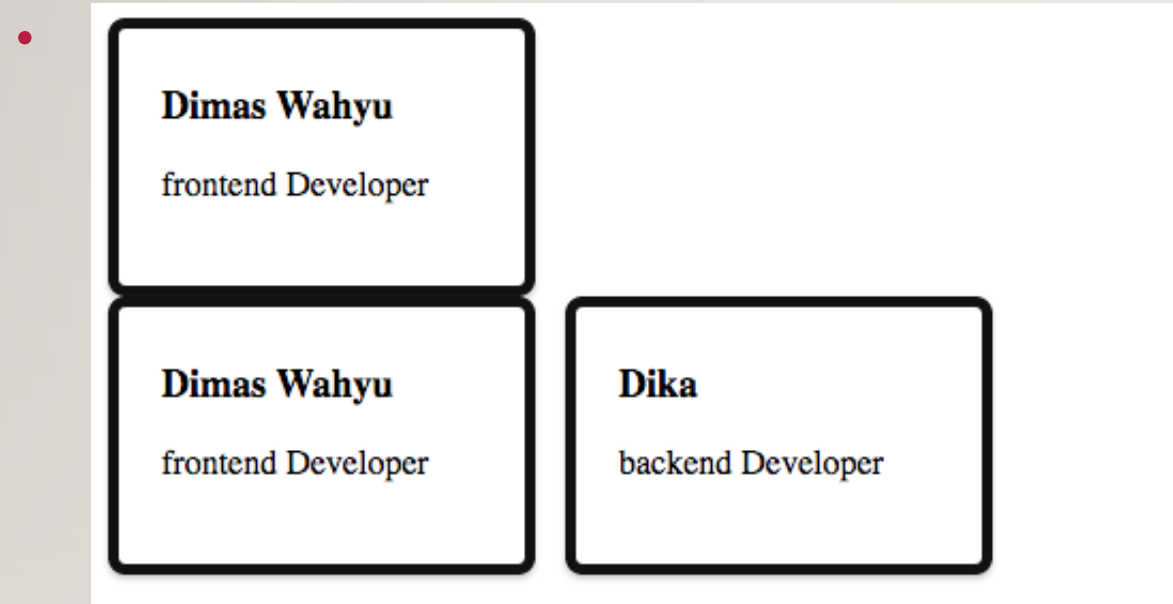 Dimas Wahyu
frontend Developer
Dimas Wahyu
frontend Developer
Dika
backend Developer